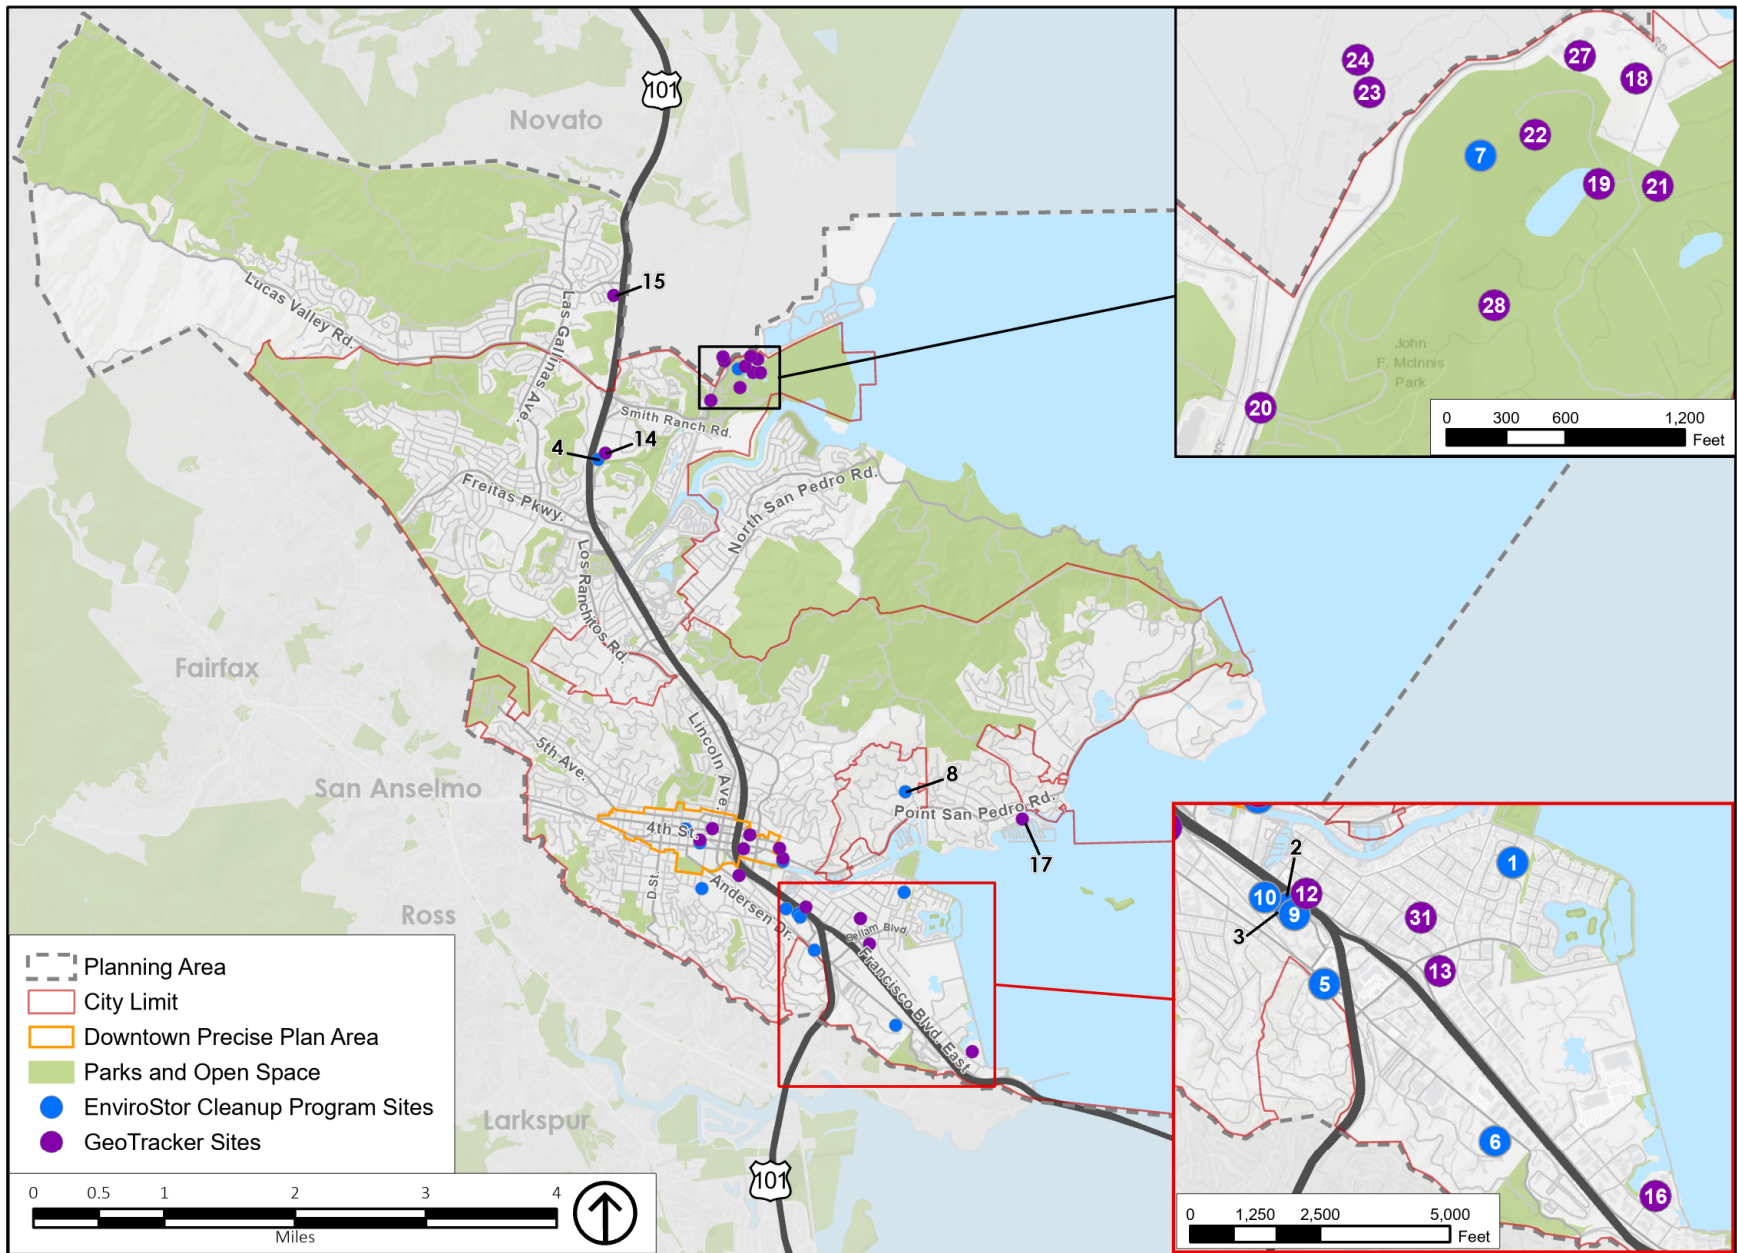 101
Novato
Lucas Valley Rd.
Las Gallinas Ave.
15
Smith Ranch Rd.
4
14
Freitas Pkwy.
North San Pedro Rd.
Los Ranchitos Rd.
Fairfax
Lincoln Ave.
5th Ave.
San Anselmo
8
Point San Pedro Rd.
4th St.
17
D St.
Andersen Dr.
Ross
Bellam Blvd.
Francisco Blvd. East
Larkspur
101
24
23
27
18
22
7
19
21
28
John
F. McInnis
Park
20
0 300 600 1,200
Feet
1
2
10
12
9
3
31
13
5
6
16
0 1,250 2,500 5,000
Feet
Planning Area
City Limit
Downtown Precise Plan Area
Parks and Open Space
EnviroStor Cleanup Program Sites
GeoTracker Sites
0 0.5 1 2 3 4
Miles